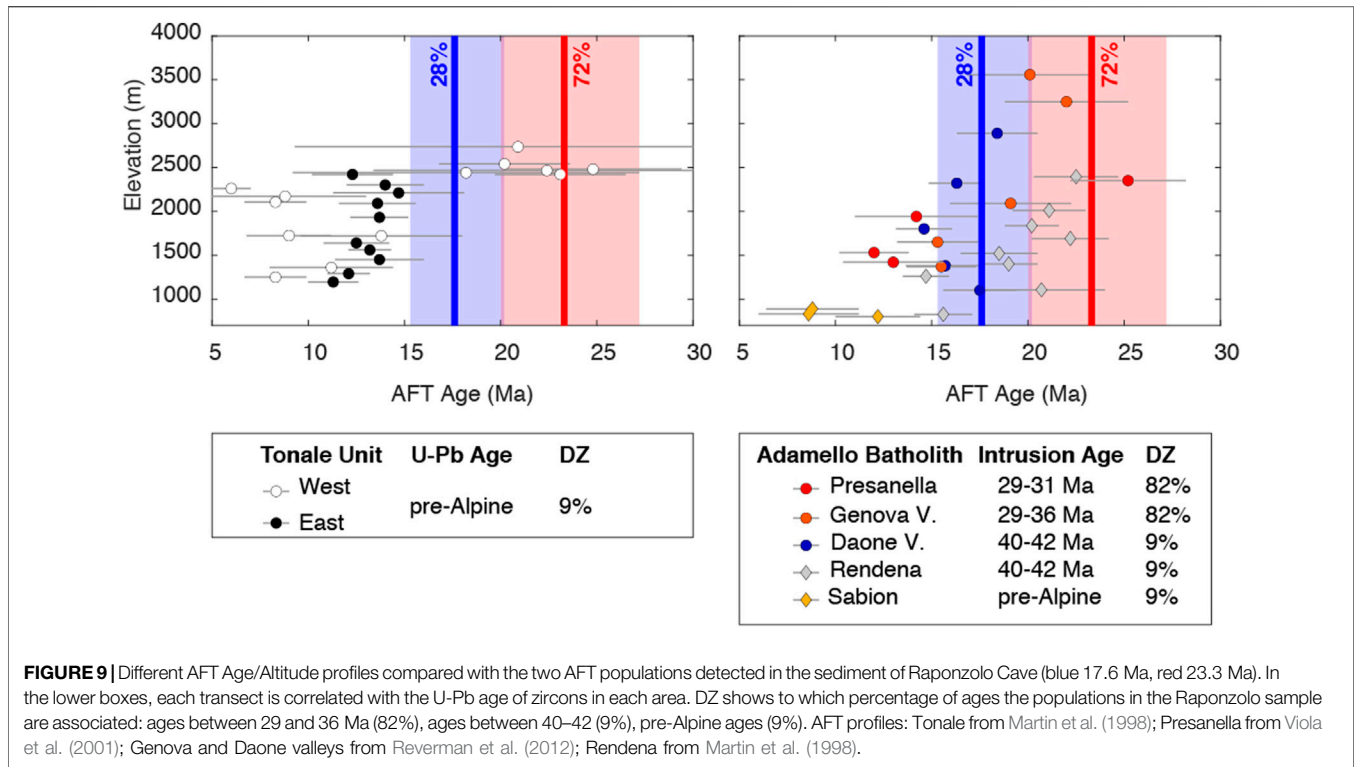 4000
3500
3000
2500
2000
1500
1000
Elevation (m)
28%
72%
5 10 15 20 25 30
AFT Age (Ma)
28%
72%
5 10 15 20 25 30
AFT Age (Ma)
Tonale Unit U-Pb Age DZ
West
pre-Alpine 9%
East
Adamello Batholith Intrusion Age DZ
Presanella 29-31 Ma 82%
Genova V. 29-36 Ma 82%
Daone V. 40-42 Ma 9%
Rendena 40-42 Ma 9%
Sabion pre-Alpine 9%
FIGURE 9 | Different AFT Age/Altitude profiles compared with the two AFT populations detected in the sediment of Raponzolo Cave (blue 17.6 Ma, red 23.3 Ma). In
the lower boxes, each transect is correlated with the U-Pb age of zircons in each area. DZ shows to which percentage of ages the populations in the Raponzolo sample
are associated: ages between 29 and 36 Ma (82%), ages between 40–42 (9%), pre-Alpine ages (9%). AFT profiles: Tonale from Martin et al. (1998); Presanella from Viola
et al. (2001); Genova and Daone valleys from Reverman et al. (2012); Rendena from Martin et al. (1998).